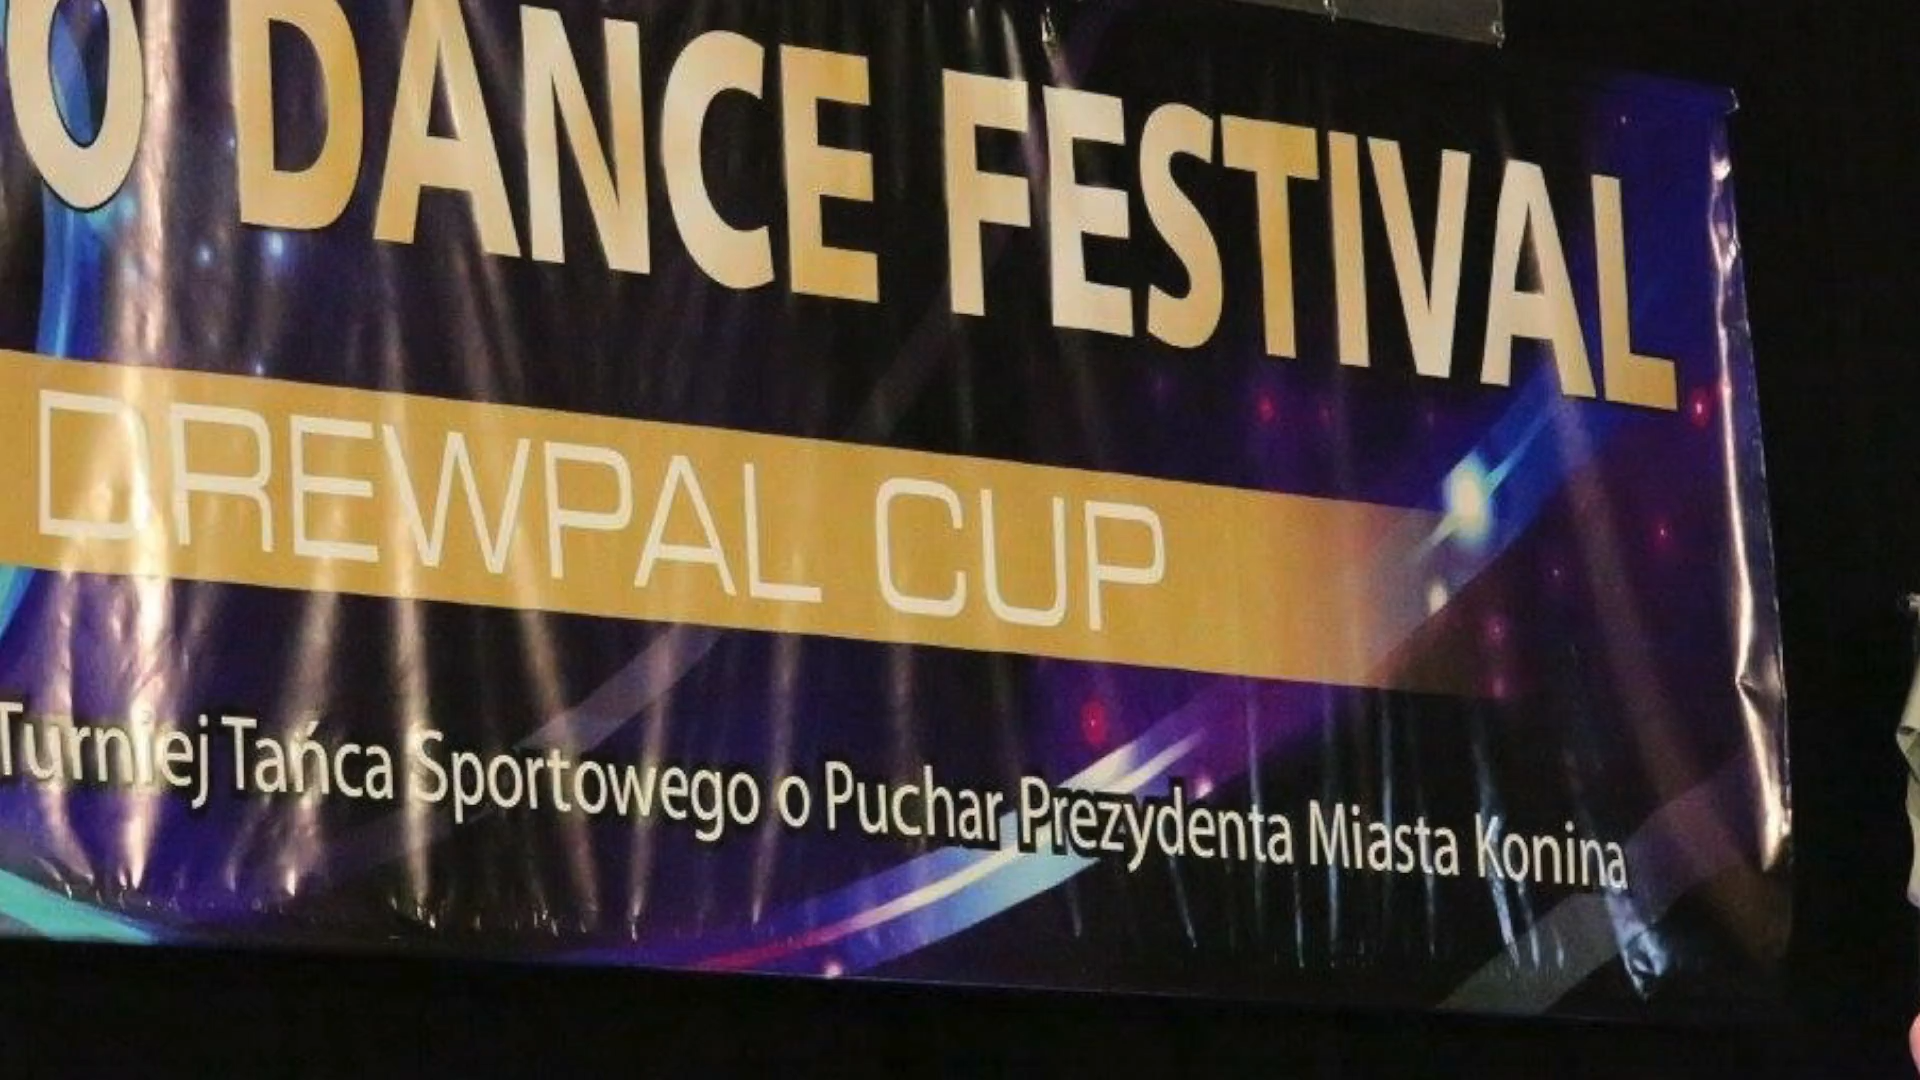 O DANCE FESTIVAL
DREWPAL CUP
Turniej Tańca Sportowego o Puchar Prezydenta Miasta Konina